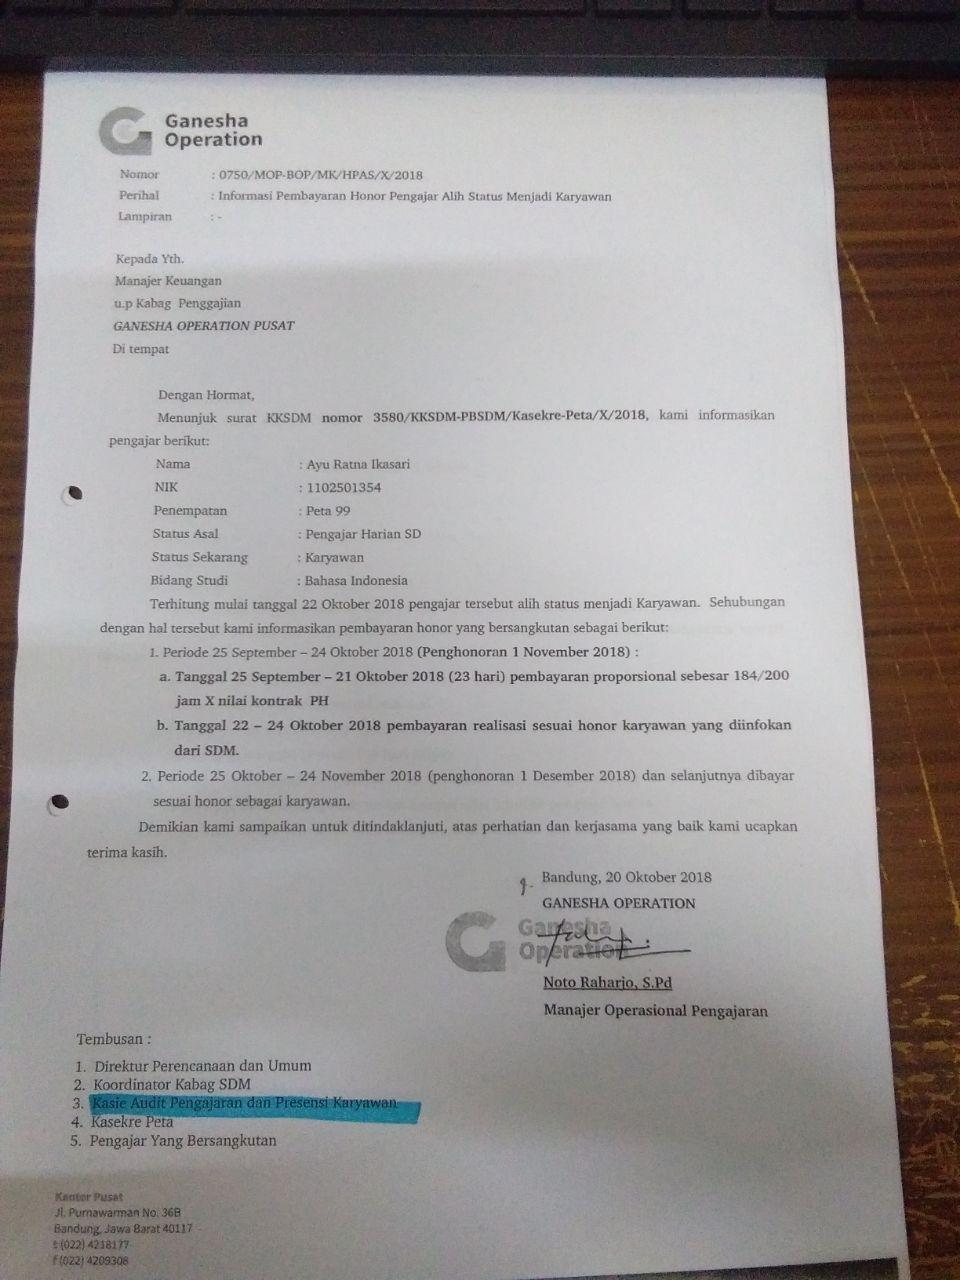 Ganesha
Operation
Nomor : 0750/MOP-BOP/MK/HPAS/X/2018
Perihal : Informasi Pembayaran Honor Pengajar Alih Status Menjadi Karyawan
Lampiran : -
Kepada Yth.
Manajer Keuangan
u.p Kabag Penggajian
GANESHA OPERATION PUSAT
Di tempat
Dengan Hormat,
Menunjuk surat KKSDM nomor 3580/KKSDM-PBSDM/Kasekre-Peta/X/2018, kami informasikan
pengajar berikut:
Nama : Ayu Ratna Ikasari
NIK : 1102501354
Penempatan : Peta 99
Status Asal : Pengajar Harian SD
Status Sekarang : Karyawan
Bidang Studi : Bahasa Indonesia
Terhitung mulai tanggal 22 Oktober 2018 pengajar tersebut alih status menjadi Karyawan. Sehubungan
dengan hal tersebut kami informasikan pembayaran honor yang bersangkutan sebagai berikut:
1. Periode 25 September – 24 Oktober 2018 (Penghonoran 1 November 2018) :
a. Tanggal 25 September – 21 Oktober 2018 (23 hari) pembayaran proporsional sebesar 184/200
jam X nilai kontrak PH
b. Tanggal 22 – 24 Oktober 2018 pembayaran realisasi sesuai honor karyawan yang diinfokan
dari SDM.
2. Periode 25 Oktober – 24 November 2018 (penghonoran 1 Desember 2018) dan selanjutnya dibayar
sesuai honor sebagai karyawan.
Demikian kami sampaikan untuk ditindaklanjuti, atas perhatian dan kerjasama yang baik kami ucapkan
terima kasih.
Bandung, 20 Oktober 2018
GANESHA OPERATION
Ganesha
Operation
Noto Raharjo, S.Pd
Manajer Operasional Pengajaran
Tembusan :
1. Direktur Perencanaan dan Umum
2. Koordinator Kabag SDM
3. Kasie Audit Pengajaran dan Presensi Karyawan
4. Kasekre Peta
5. Pengajar Yang Bersangkutan
Kantor Pusat
Jl. Purnawarman No. 36B
Bandung, Jawa Barat 40117
t (022) 4218177
f (022) 4209308